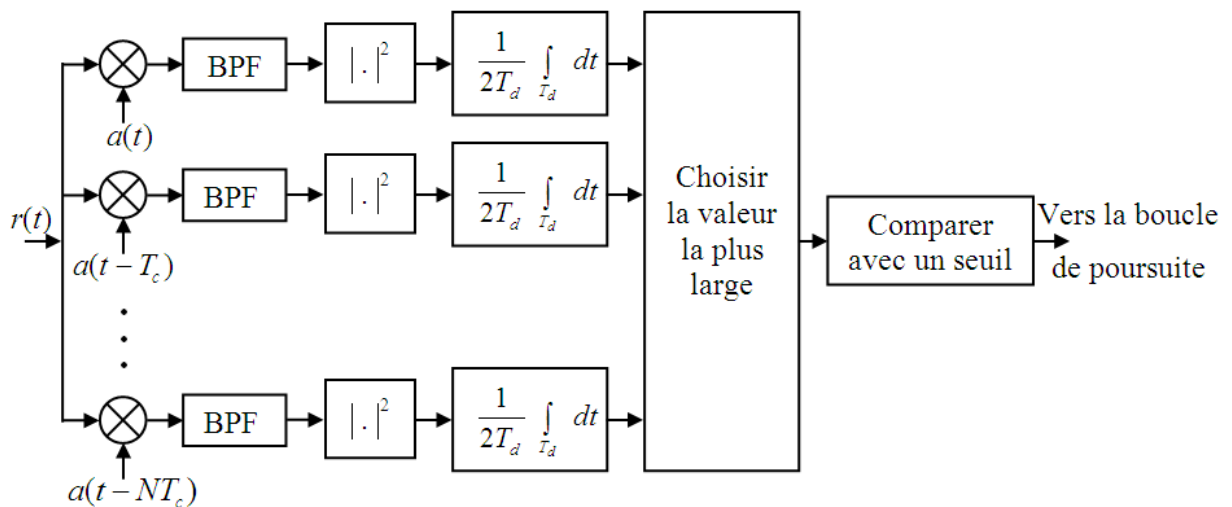 BPF
| . |²
1/(2T_d) ∫_{T_d} dt
a(t)
BPF
| . |²
1/(2T_d) ∫_{T_d} dt
r(t)
a(t − T_c)
Choisir
la valeur
la plus
large
Comparer
avec un seuil
Vers la boucle
de poursuite
BPF
| . |²
1/(2T_d) ∫_{T_d} dt
a(t − NT_c)